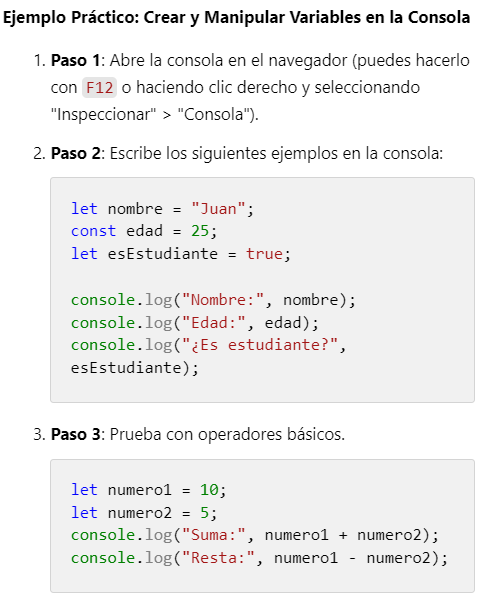 Ejemplo Práctico: Crear y Manipular Variables en la Consola
1. Paso 1: Abre la consola en el navegador (puedes hacerlo
con F12 o haciendo clic derecho y seleccionando
"Inspeccionar" > "Consola").
2. Paso 2: Escribe los siguientes ejemplos en la consola:
let nombre = "Juan";
const edad = 25;
let esEstudiante = true;
console.log("Nombre:", nombre);
console.log("Edad:", edad);
console.log("¿Es estudiante?",
esEstudiante);
3. Paso 3: Prueba con operadores básicos.
let numero1 = 10;
let numero2 = 5;
console.log("Suma:", numero1 + numero2);
console.log("Resta:", numero1 - numero2);